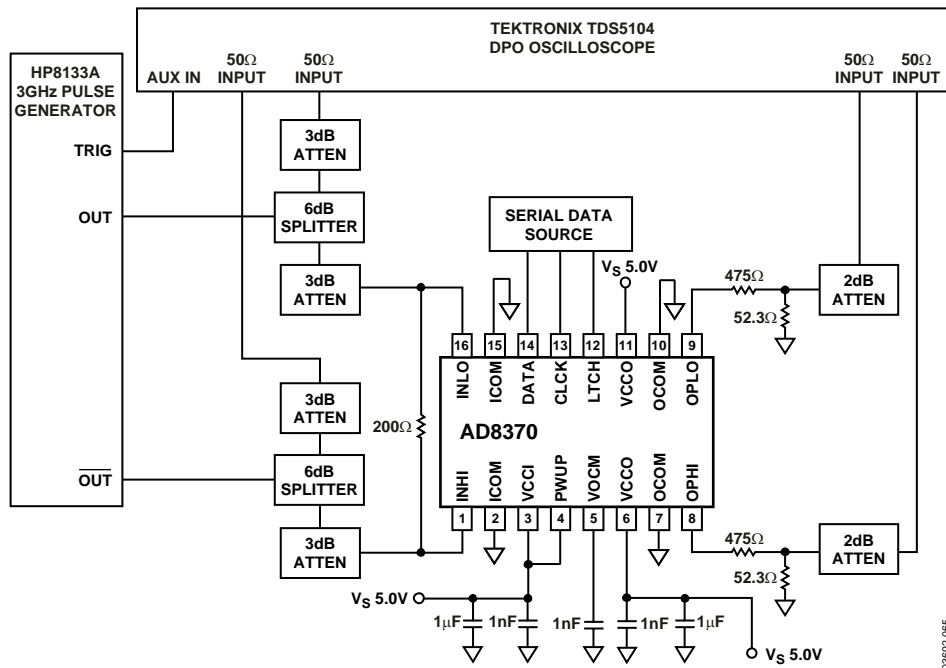 TEKTRONIX TDS5104
DPO OSCILLOSCOPE
HP8133A
3GHz PULSE
GENERATOR
AUX IN
50Ω
INPUT
50Ω
INPUT
50Ω
INPUT
50Ω
INPUT
TRIG
OUT
OUT
3dB
ATTEN
6dB
SPLITTER
3dB
ATTEN
3dB
ATTEN
6dB
SPLITTER
3dB
ATTEN
200Ω
SERIAL DATA
SOURCE
VS 5.0V
475Ω
52.3Ω
2dB
ATTEN
16
15
14
13
12
11
10
9
INLO
ICOM
DATA
CLCK
LTCH
VCCO
OCOM
OPLO
AD8370
INHI
ICOM
VCCI
PWUP
VOCM
VCCO
OCOM
OPHI
1
2
3
4
5
6
7
8
475Ω
52.3Ω
2dB
ATTEN
VS 5.0V
1μF
1nF
1nF
1nF
1μF
VS 5.0V
03692-065